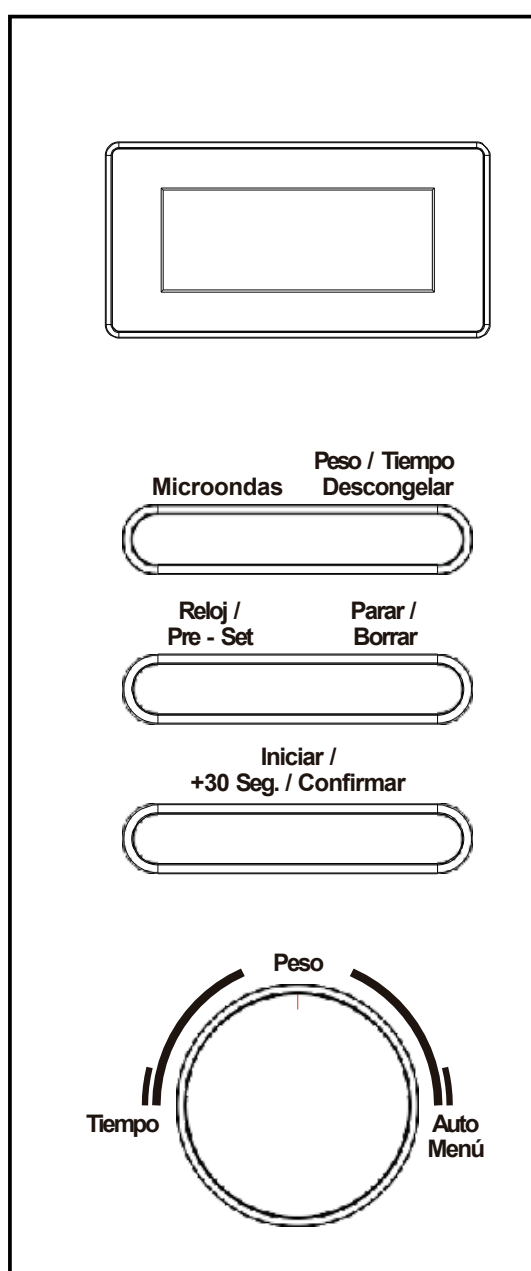 Microondas
Peso / Tiempo
Descongelar
Reloj /
Pre - Set
Parar /
Borrar
Iniciar /
+30 Seg. / Confirmar
Peso
Tiempo
Auto
Menú